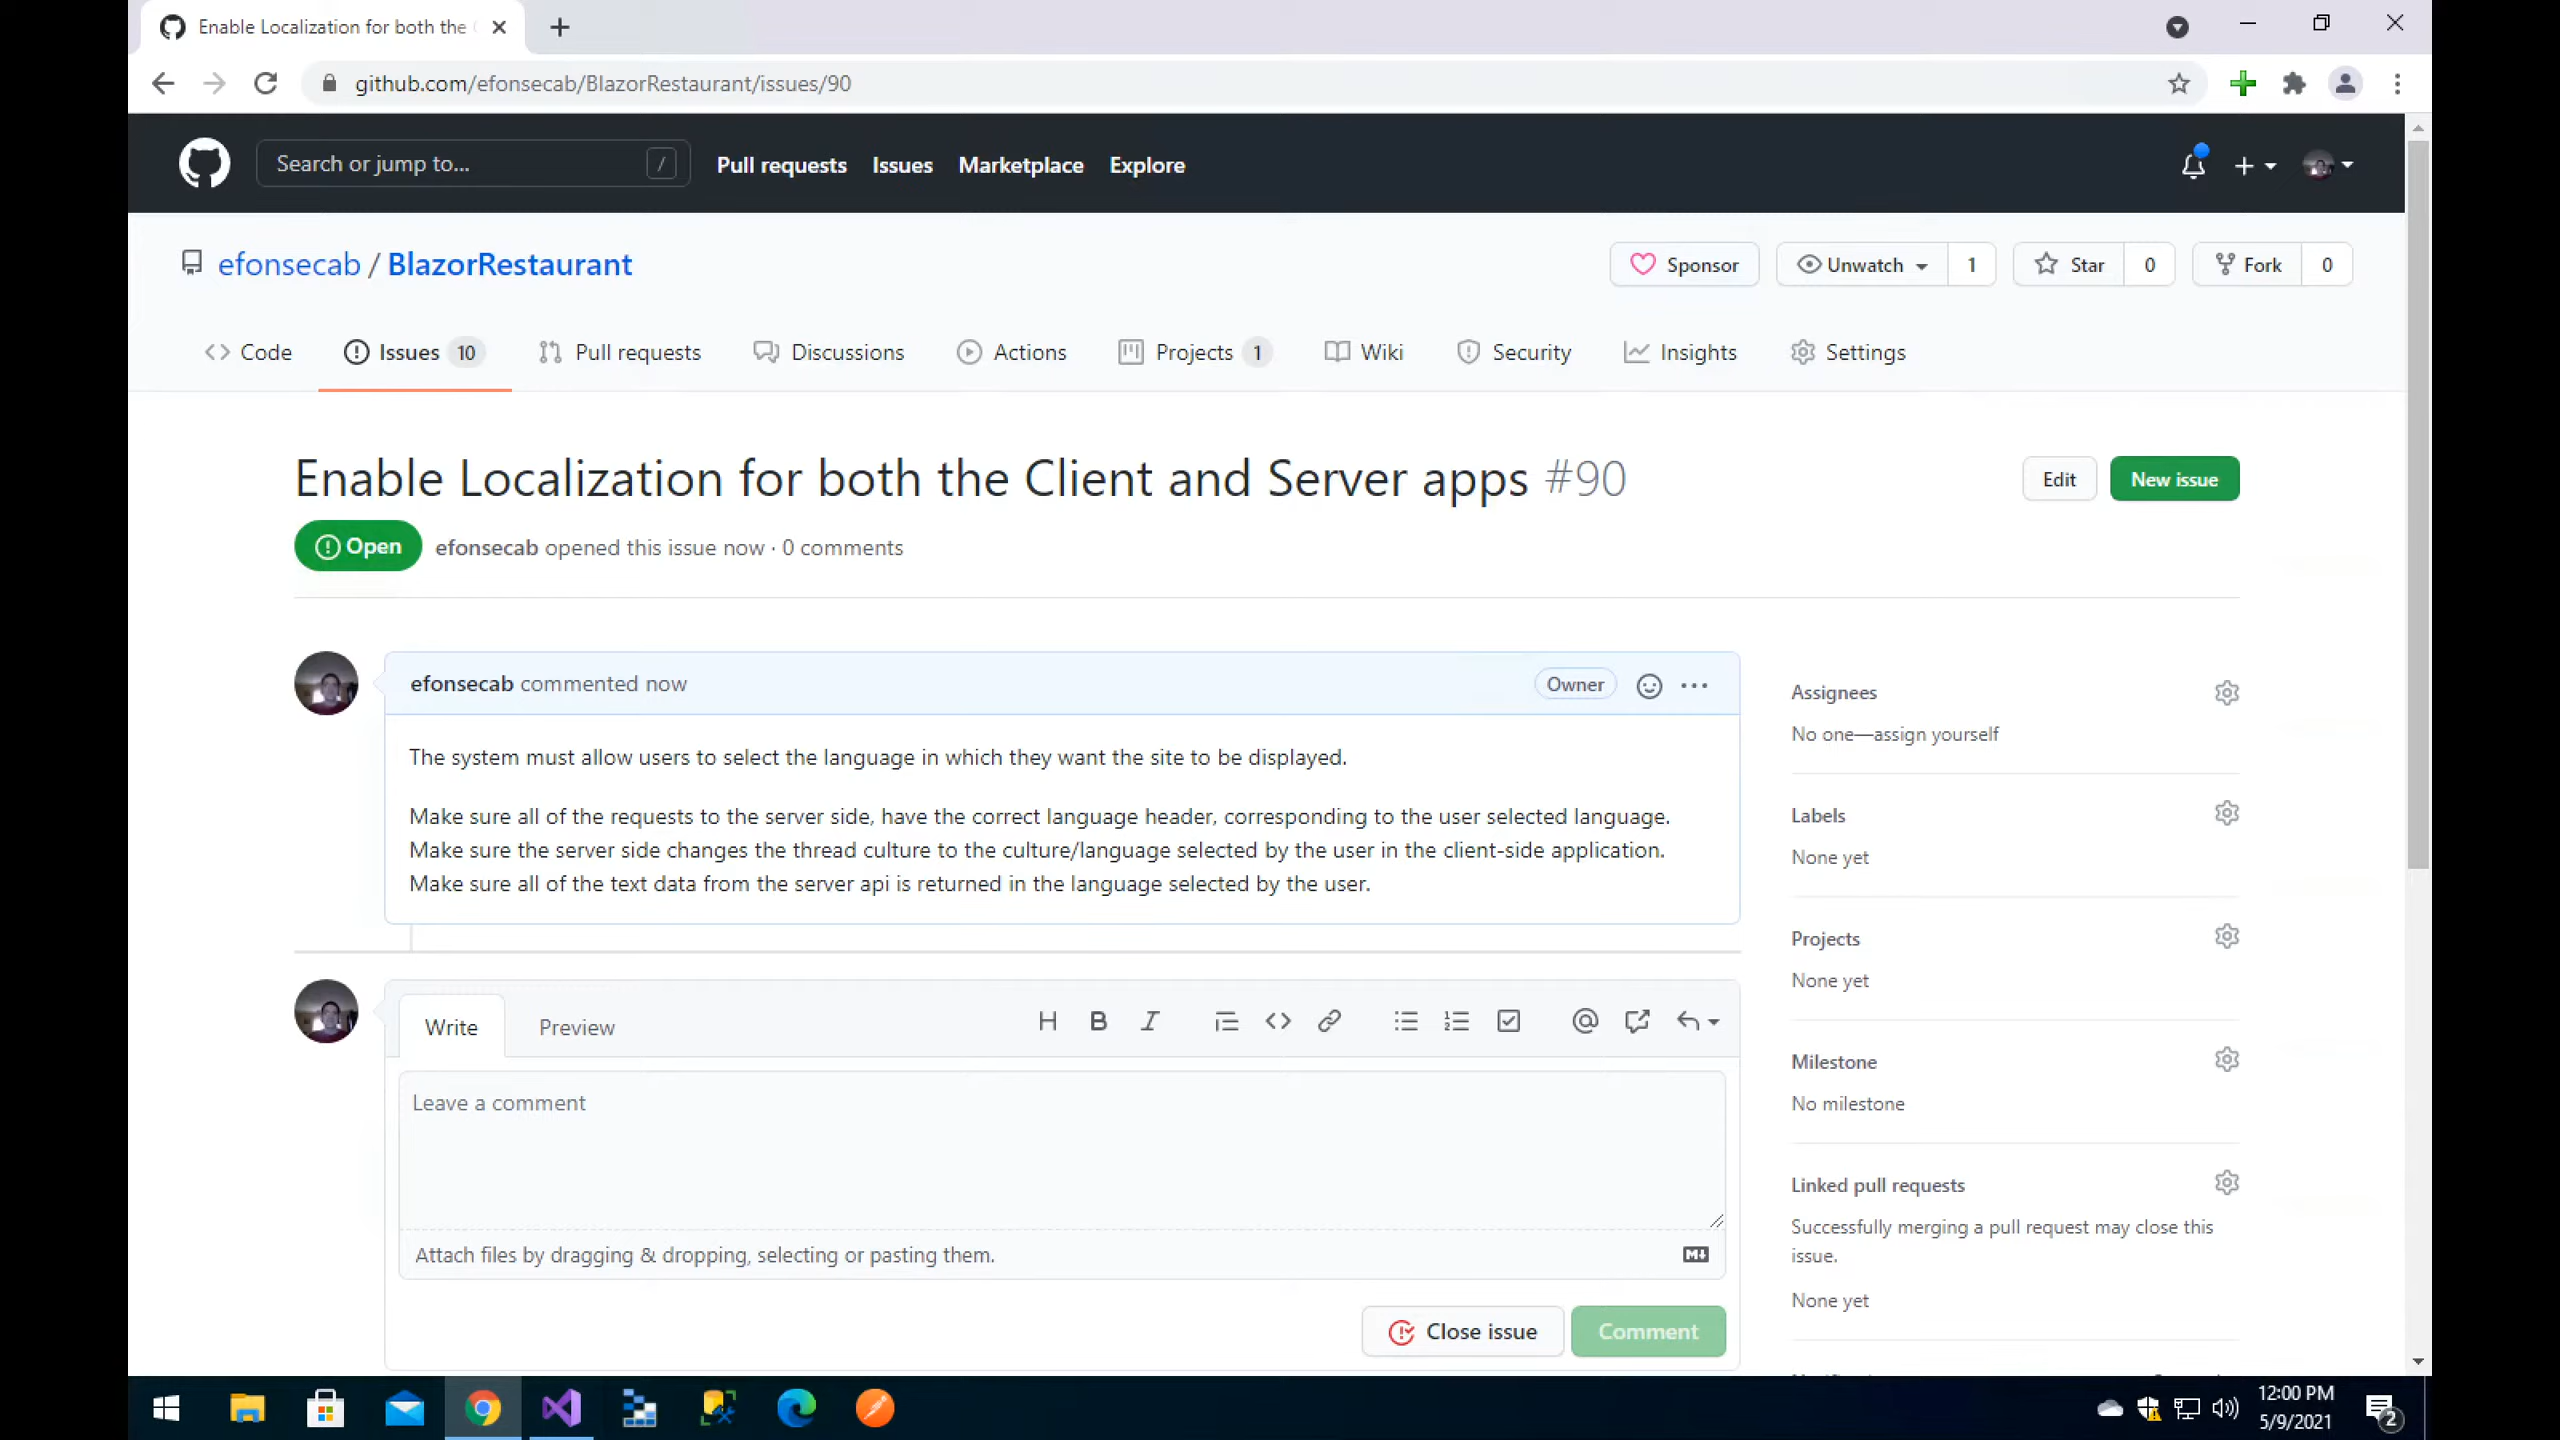 Enable Localization for both the
github.com/efonsecab/BlazorRestaurant/issues/90
Search or jump to... /
Pull requests Issues Marketplace Explore
efonsecab / BlazorRestaurant
Sponsor Unwatch 1 Star 0 Fork 0
Code Issues 10 Pull requests Discussions Actions Projects 1 Wiki Security Insights Settings
Enable Localization for both the Client and Server apps #90
Edit New issue
Open efonsecab opened this issue now · 0 comments
efonsecab commented now Owner
The system must allow users to select the language in which they want the site to be displayed.
Make sure all of the requests to the server side, have the correct language header, corresponding to the user selected language.
Make sure the server side changes the thread culture to the culture/language selected by the user in the client-side application.
Make sure all of the text data from the server api is returned in the language selected by the user.
Assignees
No one—assign yourself
Labels
None yet
Projects
None yet
Milestone
No milestone
Linked pull requests
Successfully merging a pull request may close this
issue.
None yet
Write Preview
Leave a comment
Attach files by dragging & dropping, selecting or pasting them.
Close issue Comment
12:00 PM
5/9/2021
2